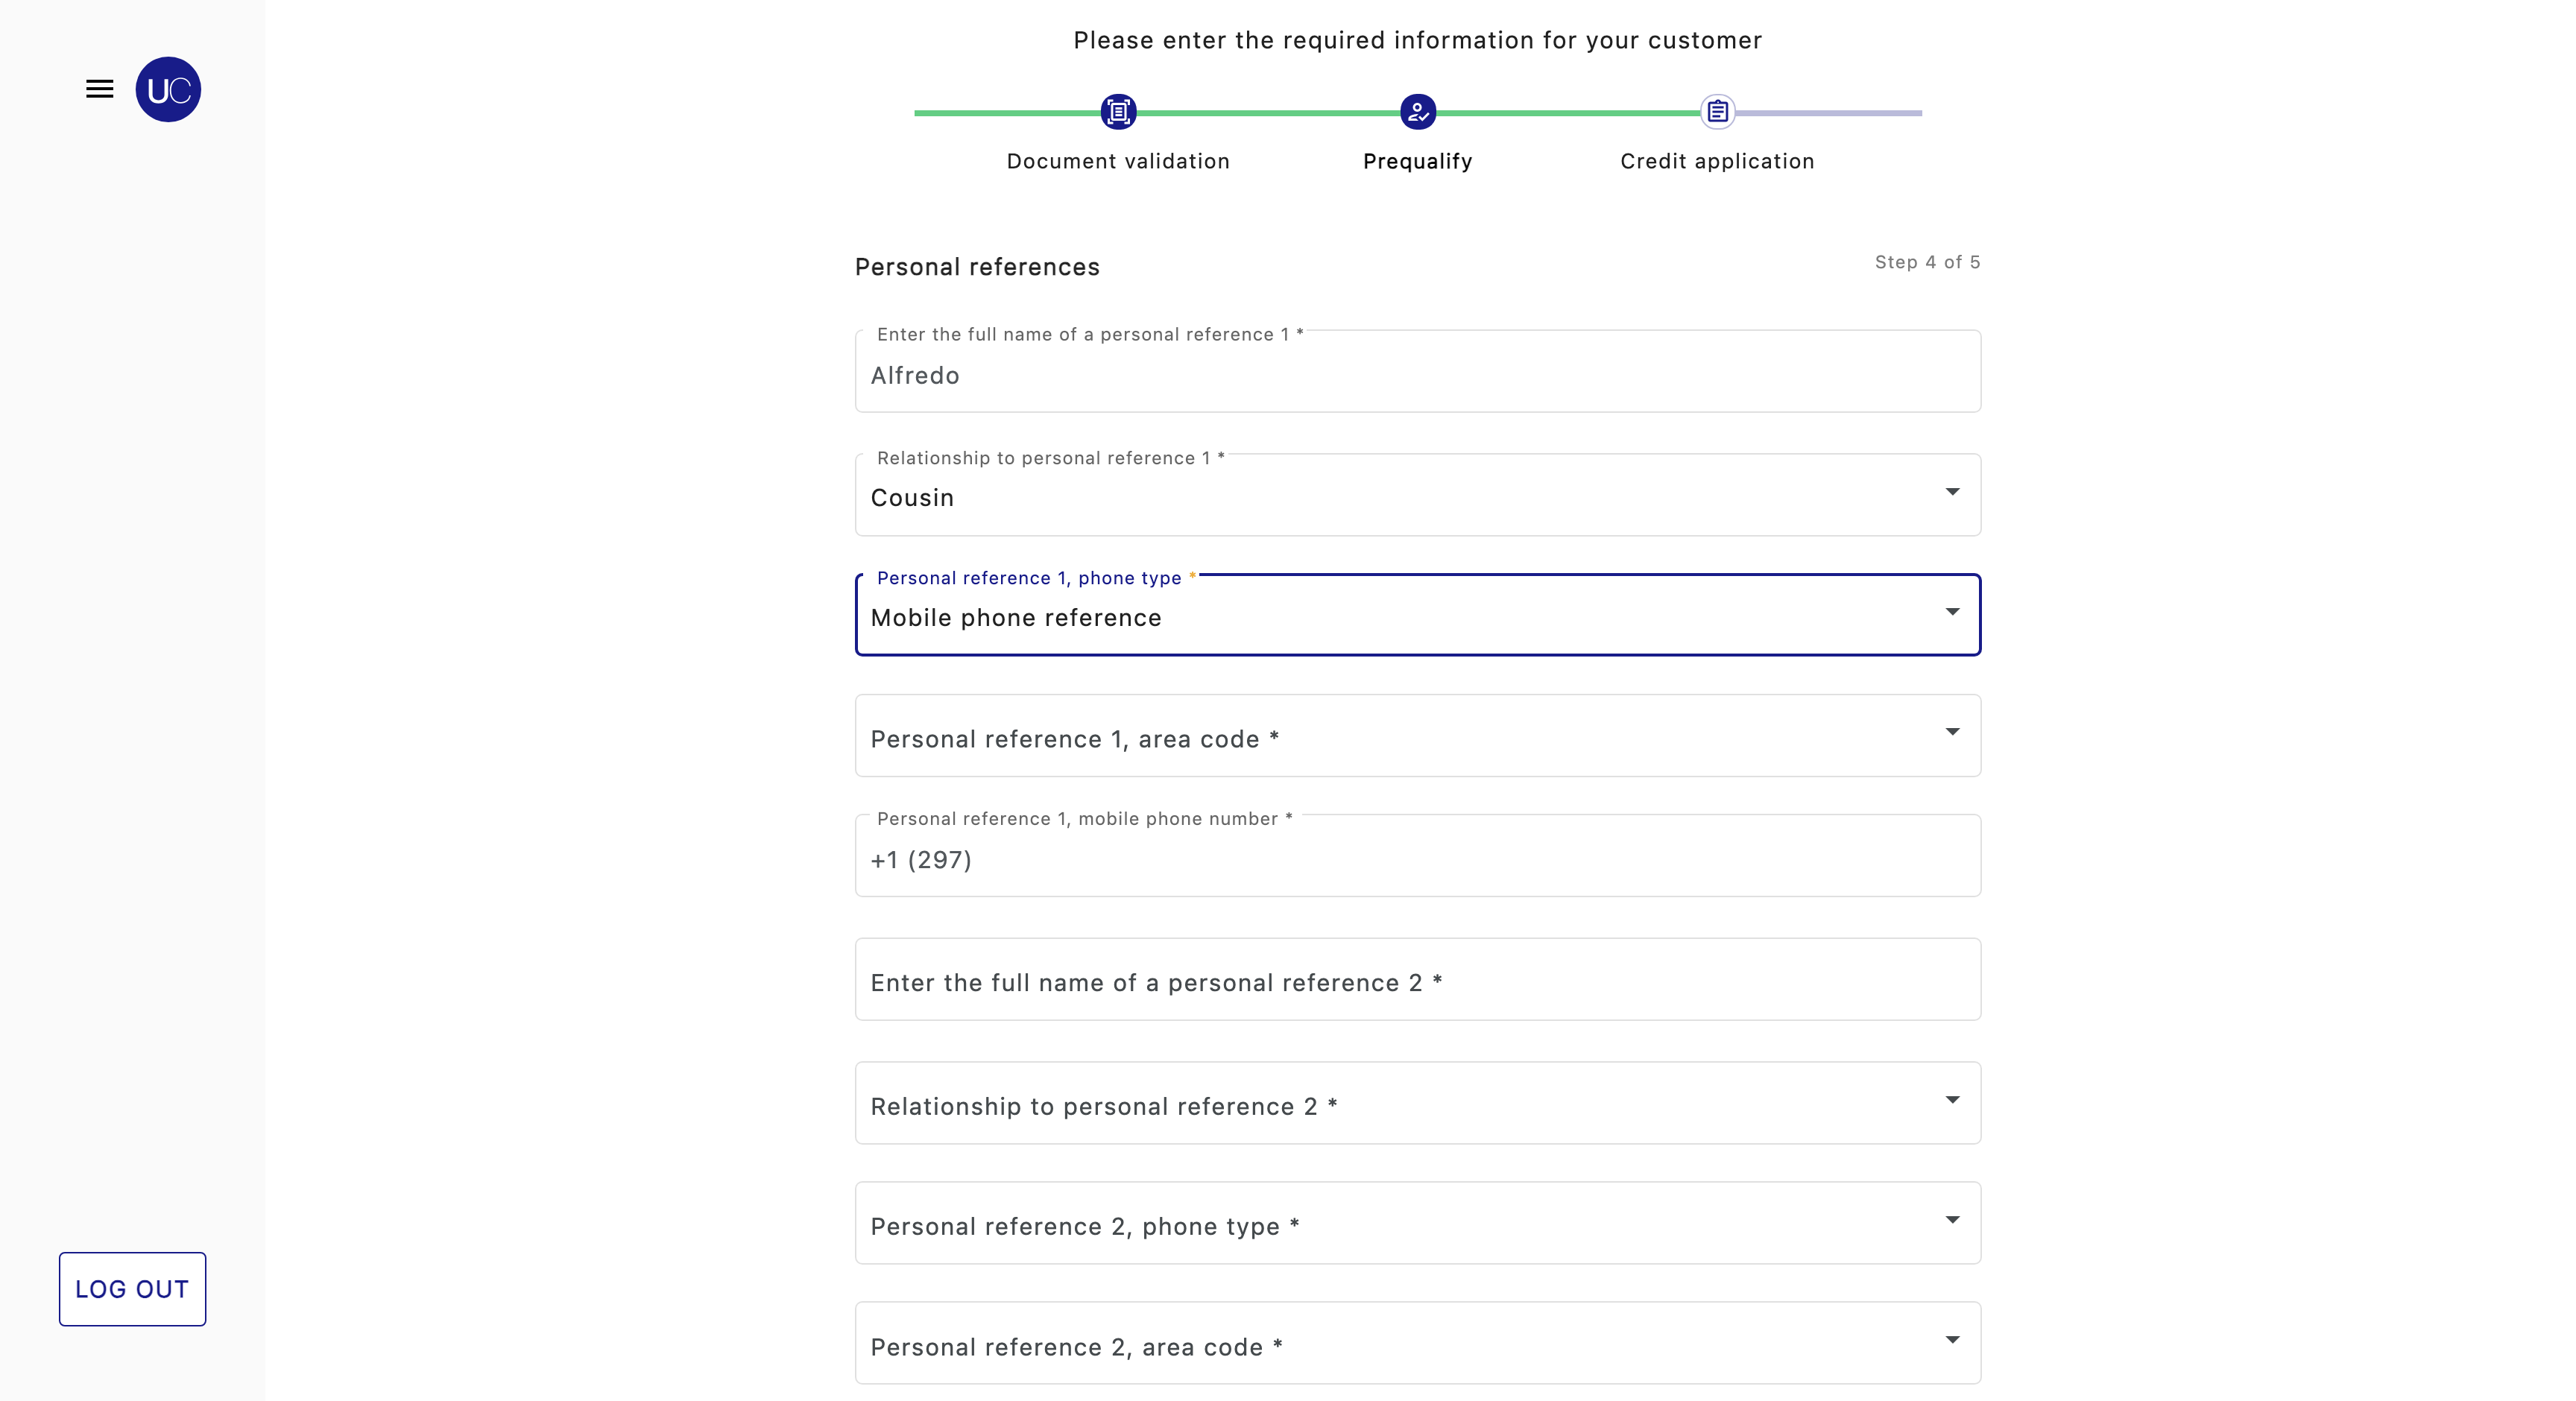 Please enter the required information for your customer
UC
Document validation
Prequalify
Credit application
Personal references
Step 4 of 5
Enter the full name of a personal reference 1 *
Alfredo
Relationship to personal reference 1 *
Cousin
Personal reference 1, phone type *
Mobile phone reference
Personal reference 1, area code *
Personal reference 1, mobile phone number *
+1 (297)
Enter the full name of a personal reference 2 *
Relationship to personal reference 2 *
Personal reference 2, phone type *
LOG OUT
Personal reference 2, area code *